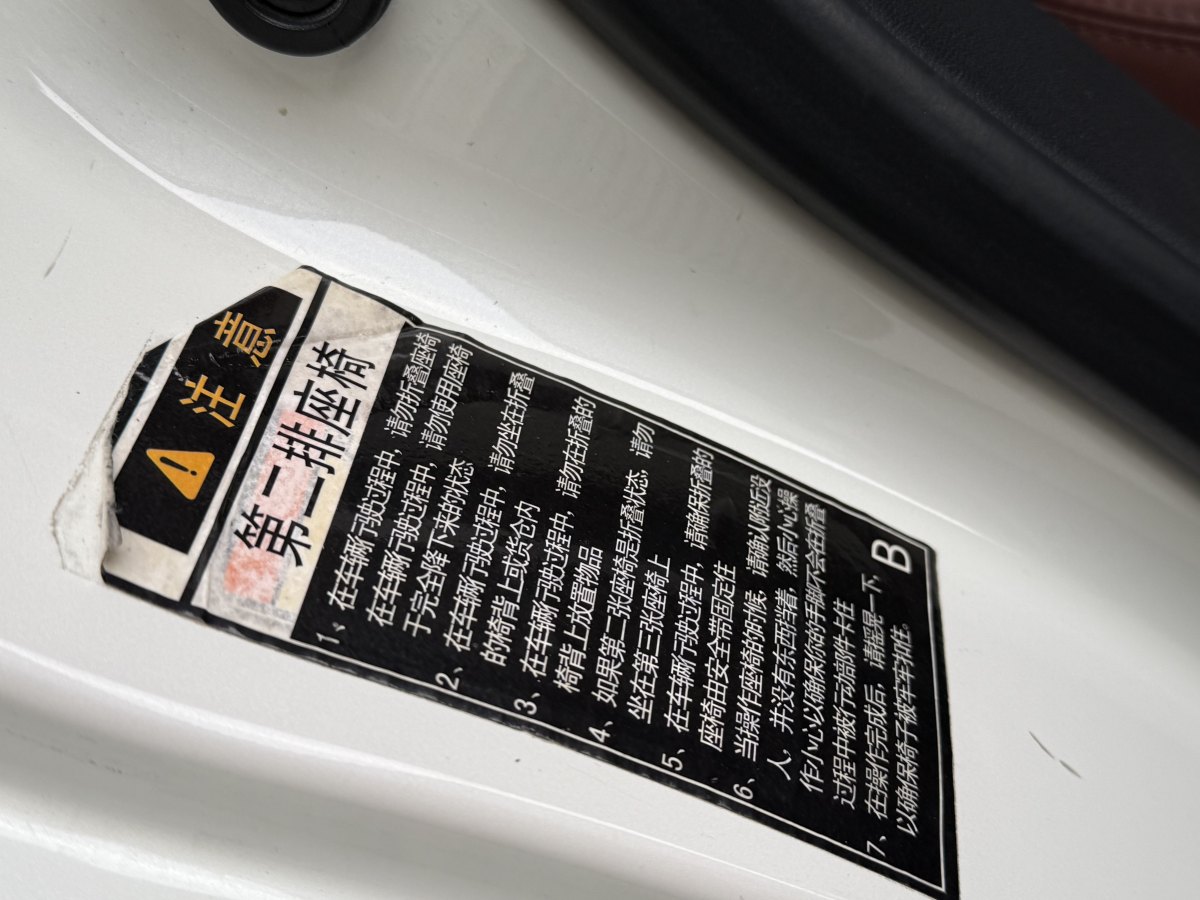 注意
第二排座椅
1、在车辆行驶过程中，请勿折叠座椅
在车辆行驶过程中，请勿使用座椅
于完全降下来的状态
2、在车辆行驶过程中，请勿坐在折叠
的椅背上或货仓内
3、在车辆行驶过程中，请勿在折叠的
椅背上放置物品
4、如果第二张座椅是折叠状态，请勿
坐在第三张座椅上
5、在车辆行驶过程中，请确保折叠的
座椅由安全带固定住
6、当操作座椅的时候，请确认附近没
人，并没有东西挡着，然后小心操
作小心以确保你的手脚不会在折叠
过程中被行动部件卡住
7、在操作完成后，请摇晃一下，
以确保椅子被牢牢扣住。
B